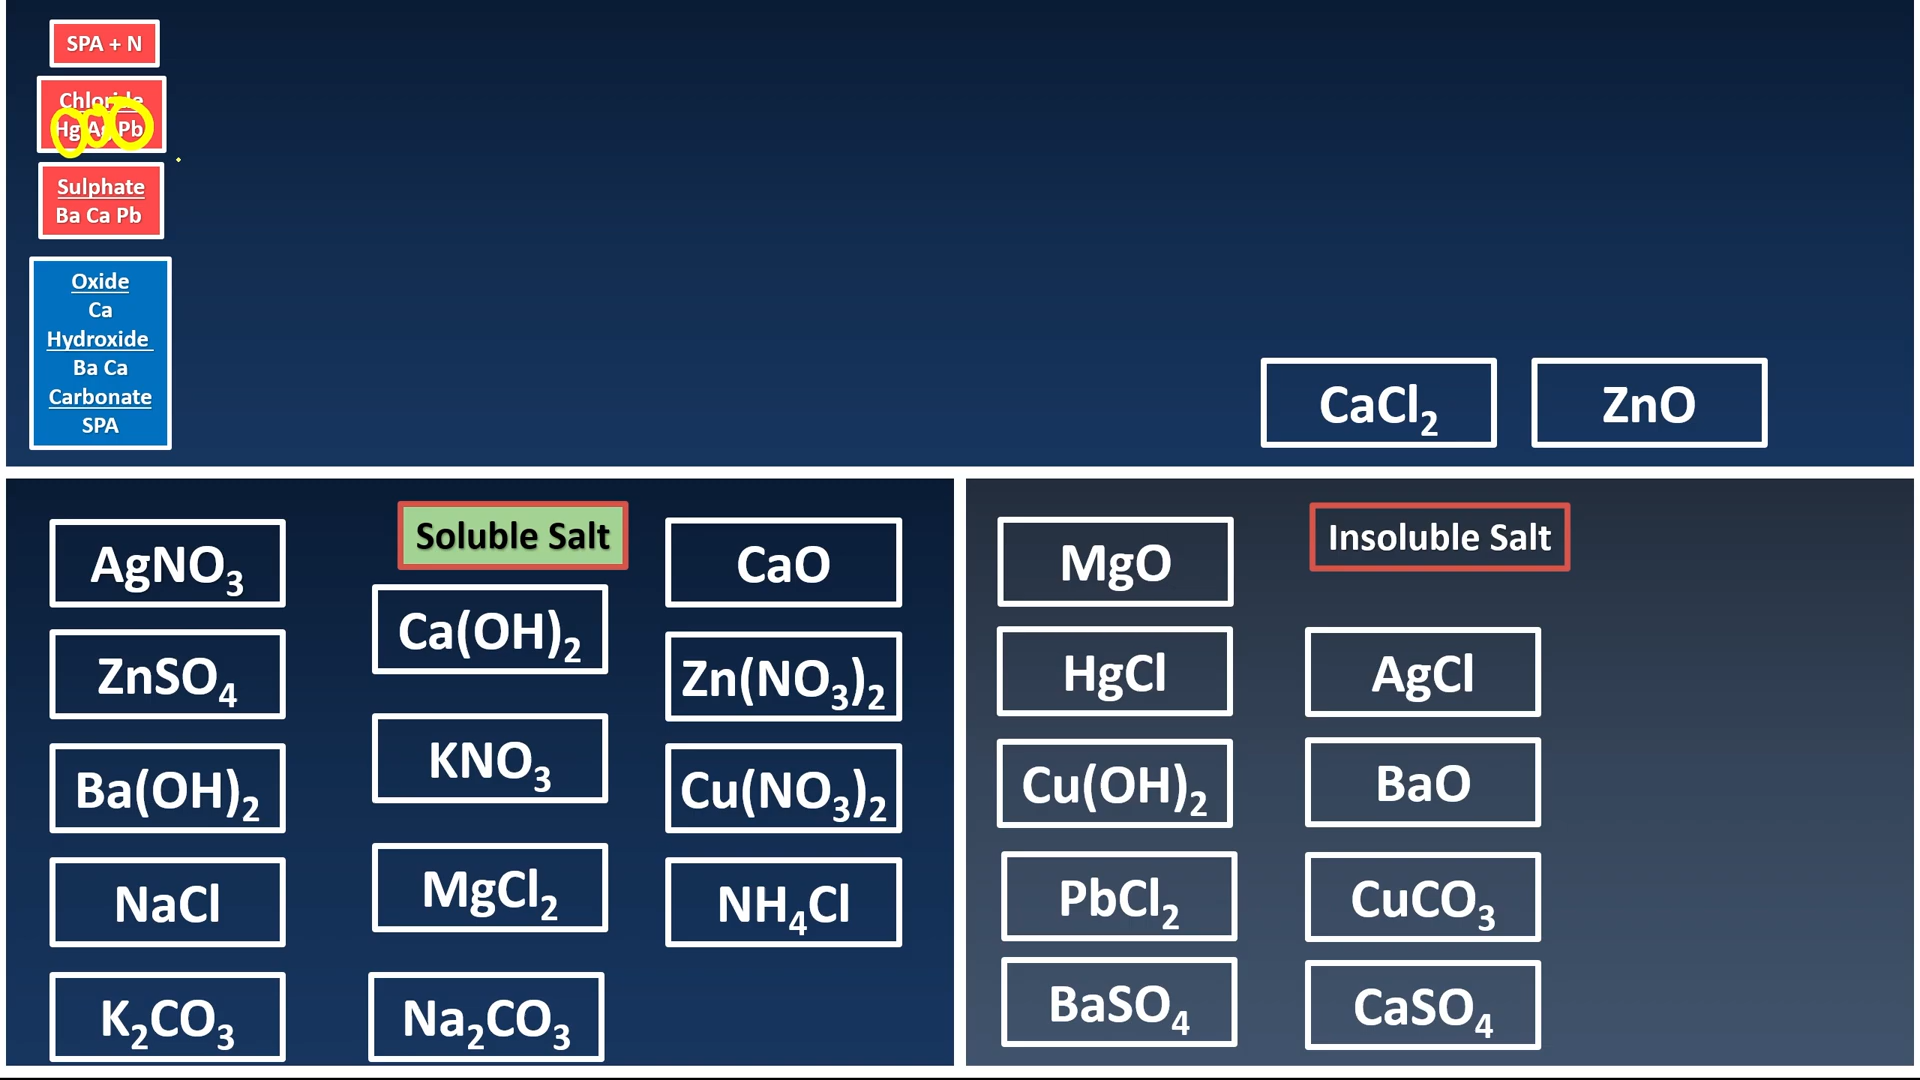 SPA + N
Chloride
Hg Ag Pb
Sulphate
Ba Ca Pb
Oxide
Ca
Hydroxide
Ba Ca
Carbonate
SPA
CaCl₂
ZnO
Soluble Salt
AgNO₃
Ca(OH)₂
CaO
ZnSO₄
KNO₃
Zn(NO₃)₂
Ba(OH)₂
MgCl₂
Cu(NO₃)₂
NaCl
NH₄Cl
K₂CO₃
Na₂CO₃
Insoluble Salt
MgO
HgCl
AgCl
Cu(OH)₂
BaO
PbCl₂
CuCO₃
BaSO₄
CaSO₄